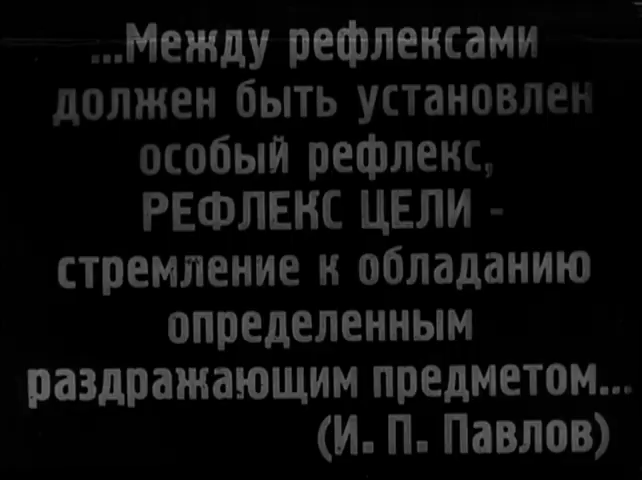 ...Между рефлексами
должен быть установлен
особый рефлекс,
РЕФЛЕКС ЦЕЛИ -
стремление к обладанию
определенным
раздражающим предметом...
(И. П. Павлов)